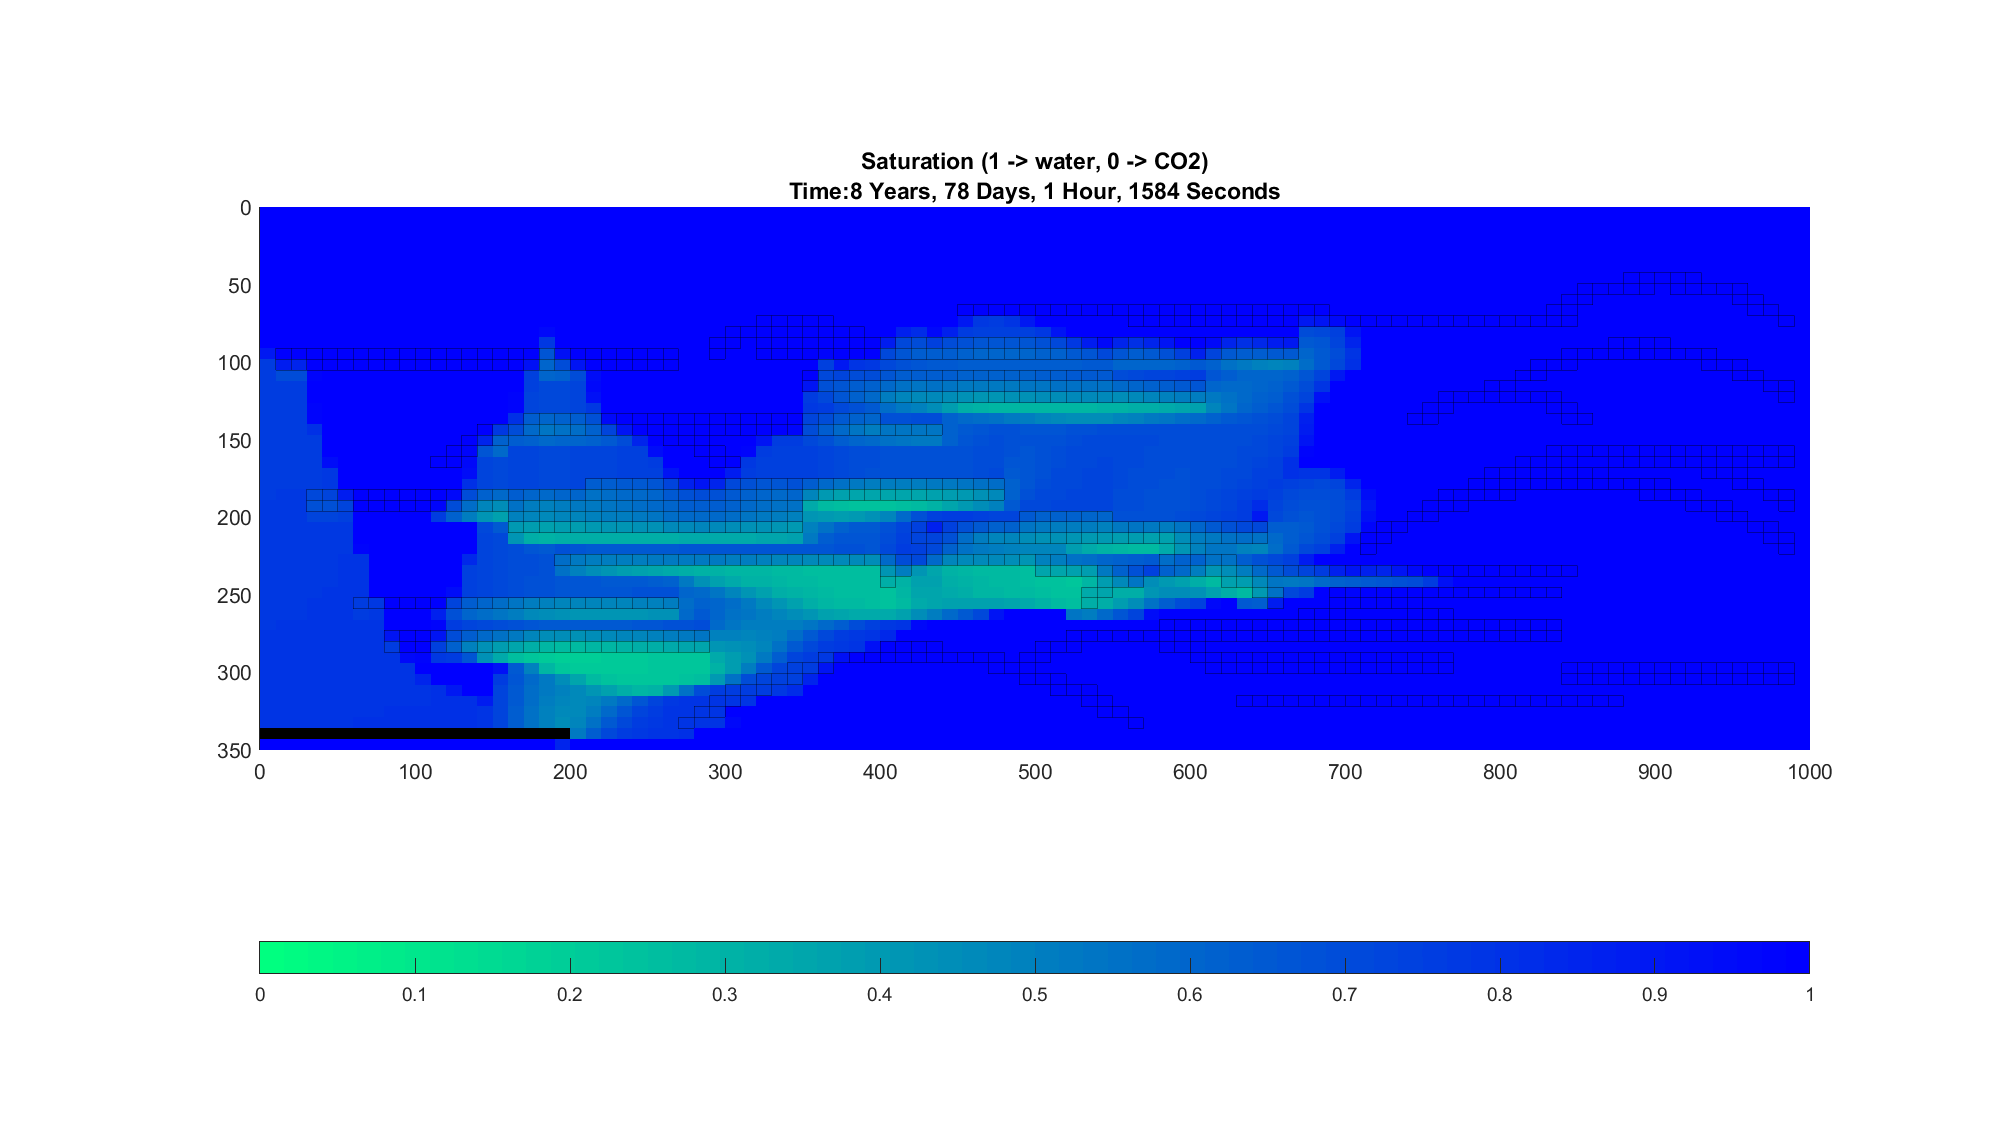 Saturation (1 -> water, 0 -> CO2)
Time:8 Years, 78 Days, 1 Hour, 1584 Seconds
0
50
100
150
200
250
300
350
0 100 200 300 400 500 600 700 800 900 1000
0 0.1 0.2 0.3 0.4 0.5 0.6 0.7 0.8 0.9 1